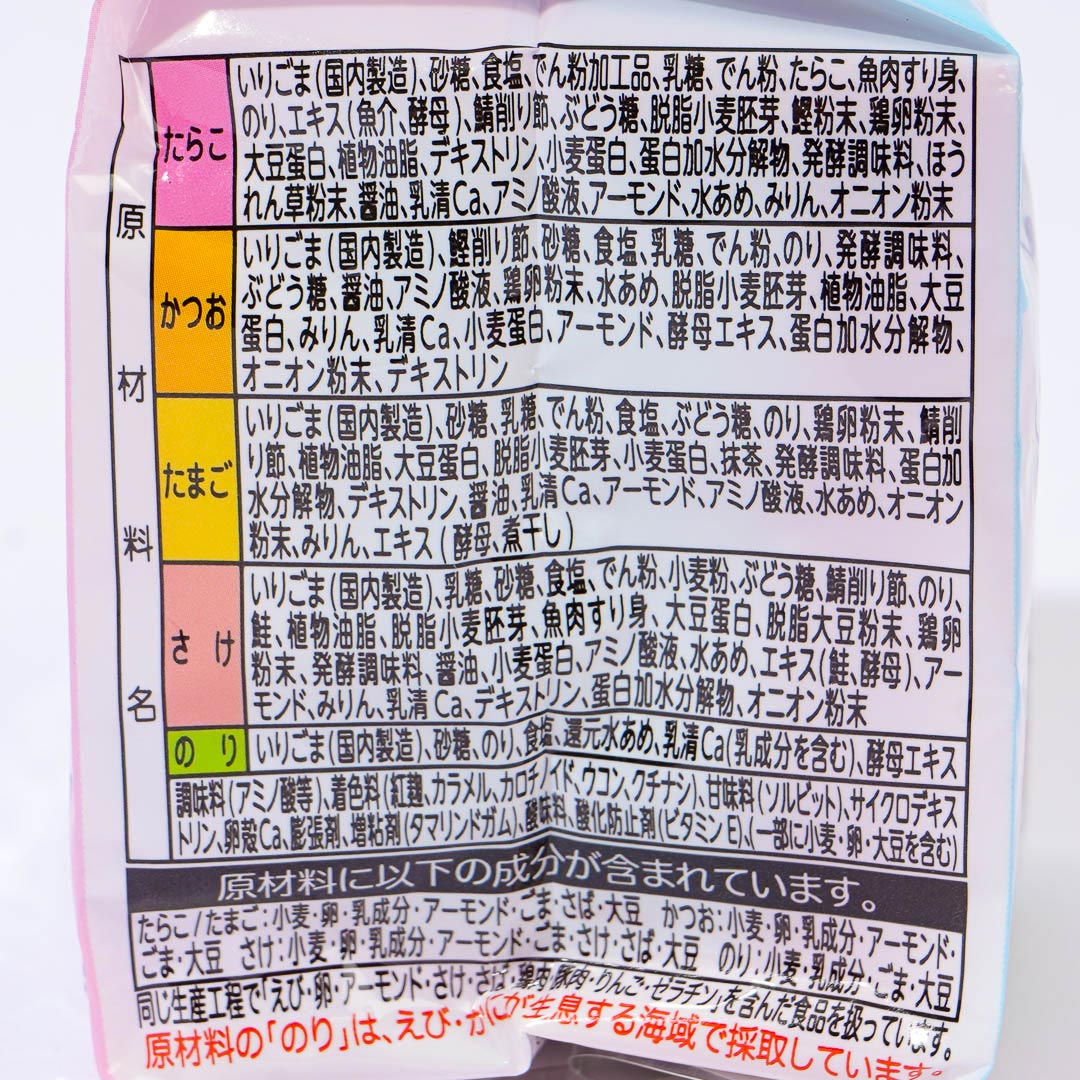 原材料名
たらこ
いりごま(国内製造)、砂糖、食塩、でん粉加工品、乳糖、でん粉、たらこ、魚肉すり身、
のり、エキス(魚介、酵母)、鯖削り節、ぶどう糖、脱脂小麦胚芽、鰹粉末、鶏卵粉末、
大豆蛋白、植物油脂、デキストリン、小麦蛋白、蛋白加水分解物、発酵調味料、ほう
れん草粉末、醤油、乳清Ca、アミノ酸液、アーモンド、水あめ、みりん、オニオン粉末
かつお
いりごま(国内製造)、鰹削り節、砂糖、食塩、乳糖、でん粉、のり、発酵調味料、
ぶどう糖、醤油、アミノ酸液、鶏卵粉末、水あめ、脱脂小麦胚芽、植物油脂、大豆
蛋白、みりん、乳清Ca、小麦蛋白、アーモンド、酵母エキス、蛋白加水分解物、
オニオン粉末、デキストリン
たまご
いりごま(国内製造)、砂糖、乳糖、でん粉、食塩、ぶどう糖、のり、鶏卵粉末、鯖削
り節、植物油脂、大豆蛋白、脱脂小麦胚芽、小麦蛋白、抹茶、発酵調味料、蛋白加
水分解物、デキストリン、醤油、乳清Ca、アーモンド、アミノ酸液、水あめ、オニオン
粉末、みりん、エキス(酵母、煮干し)
さけ
いりごま(国内製造)、乳糖、砂糖、食塩、でん粉、小麦粉、ぶどう糖、鯖削り節、のり、
鮭、植物油脂、脱脂小麦胚芽、魚肉すり身、大豆蛋白、脱脂大豆粉末、鶏卵
粉末、発酵調味料、醤油、小麦蛋白、アミノ酸液、水あめ、エキス(鮭、酵母)、アー
モンド、みりん、乳清Ca、デキストリン、蛋白加水分解物、オニオン粉末
のり
いりごま(国内製造)、砂糖、のり、食塩、還元水あめ、乳清Ca(乳成分を含む)、酵母エキス
調味料(アミノ酸等)、着色料(紅麹、カラメル、カロチノイド、ウコン、クチナシ)、甘味料(ソルビット)、サイクロデキス
トリン、卵殻Ca、膨張剤、増粘剤(タマリンドガム)、酸味料、酸化防止剤(ビタミンE)、(一部に小麦・卵・大豆を含む)
原材料に以下の成分が含まれています。
たらこ/たまご:小麦・卵・乳成分・アーモンド・ごま・さば・大豆 かつお:小麦・卵・乳成分・アーモンド・
ごま・大豆 さけ:小麦・卵・乳成分・アーモンド・ごま・さけ・さば・大豆 のり:小麦・乳成分・ごま・大豆
同じ生産工程で「えび・卵・アーモンド・さけ・さば・鶏肉・豚肉・りんご・ゼラチン」を含んだ食品を扱っています。
原材料の「のり」は、えび・かにが生息する海域で採取しています。